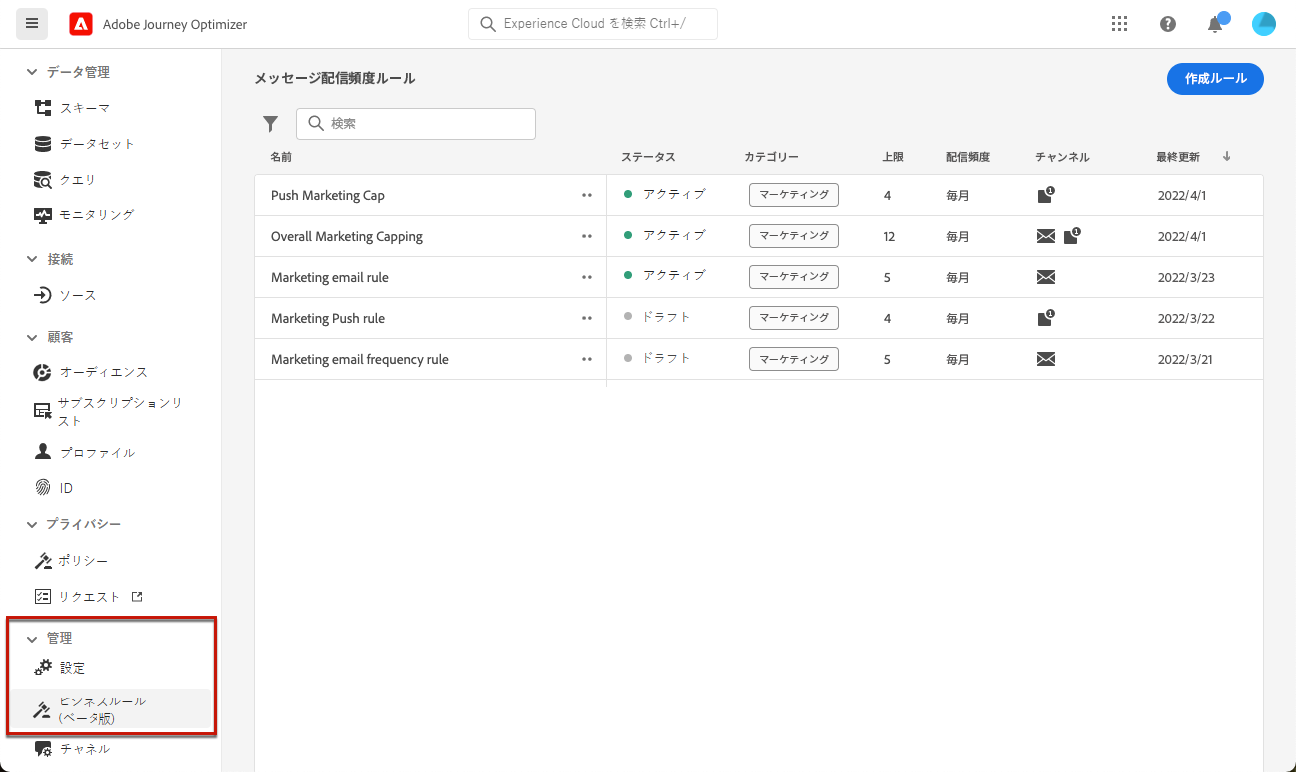 Adobe Journey Optimizer
Experience Cloud を検索 Ctrl+/
データ管理
スキーマ
データセット
クエリ
モニタリング
接続
ソース
顧客
オーディエンス
サブスクリプションリ
スト
プロファイル
ID
プライバシー
ポリシー
リクエスト
管理
設定
ビジネスルール
(ベータ版)
チャネル
メッセージ配信頻度ルール
作成ルール
検索
名前 ステータス カテゴリー 上限 配信頻度 チャンネル 最終更新
Push Marketing Cap アクティブ マーケティング 4 毎月 1 2022/4/1
Overall Marketing Capping アクティブ マーケティング 12 毎月 1 2022/4/1
Marketing email rule アクティブ マーケティング 5 毎月 2022/3/23
Marketing Push rule ドラフト マーケティング 4 毎月 1 2022/3/22
Marketing email frequency rule ドラフト マーケティング 5 毎月 2022/3/21